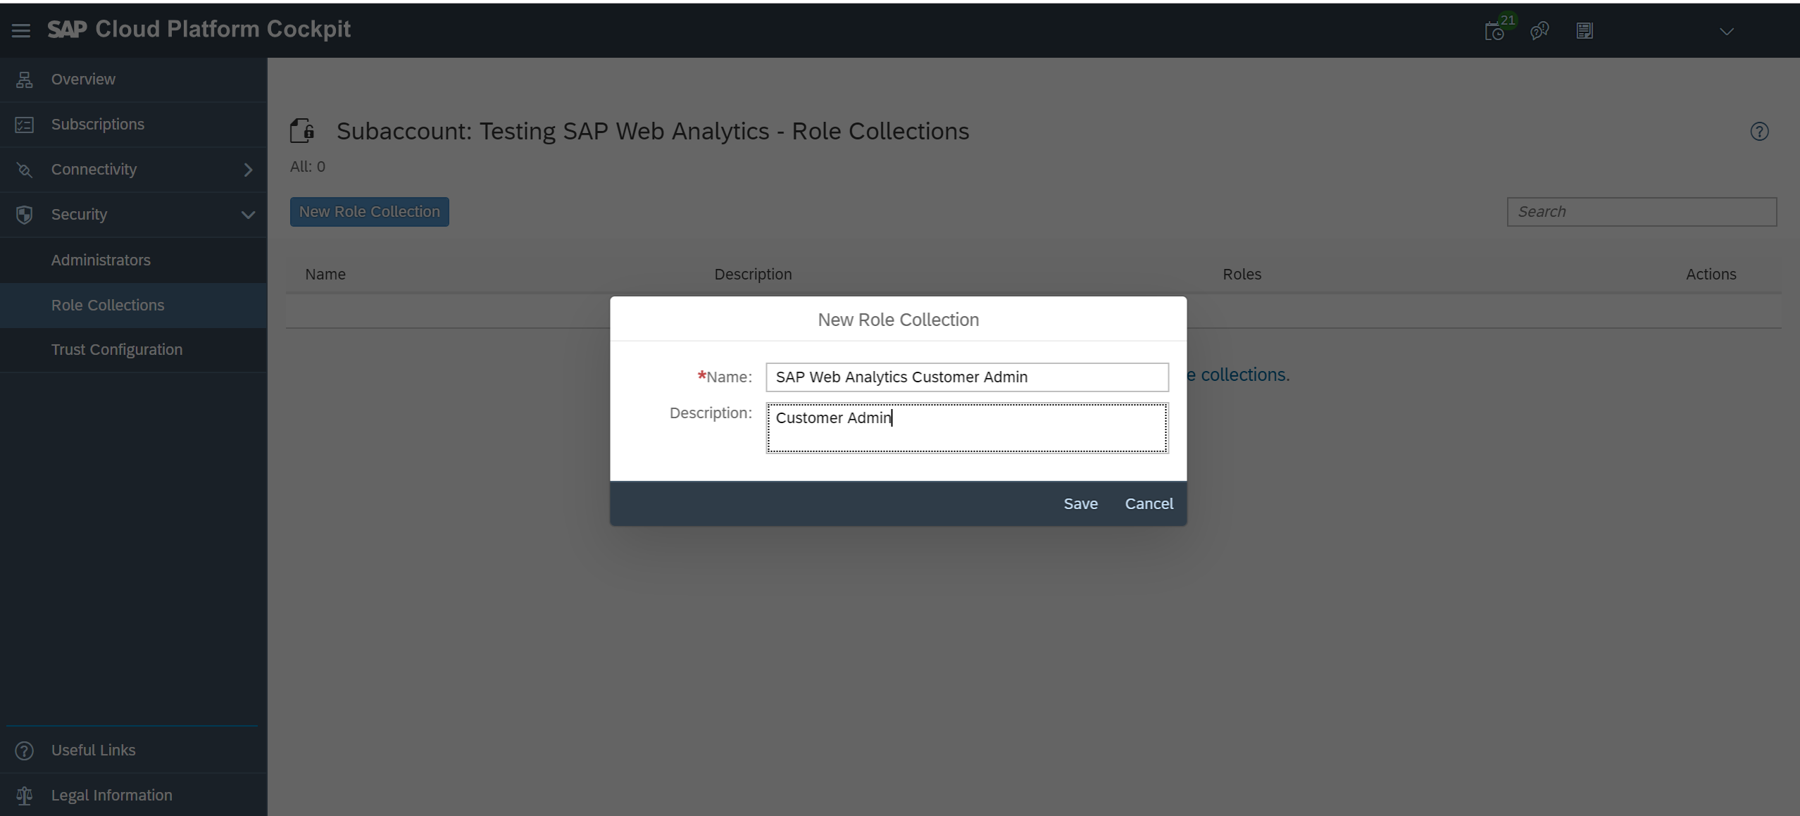 SAP Cloud Platform Cockpit
21
Overview
Subscriptions
Connectivity
Security
Administrators
Role Collections
Trust Configuration
Useful Links
Legal Information
Subaccount: Testing SAP Web Analytics - Role Collections
All: 0
New Role Collection
Search
Name Description Roles Actions
e collections.
New Role Collection
*Name: SAP Web Analytics Customer Admin
Description: Customer Admin
Save Cancel